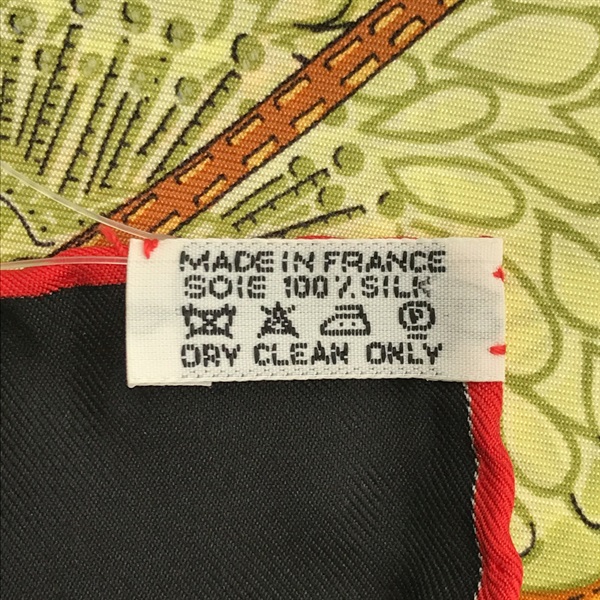 MADE IN FRANCE
SOIE 100% SILK
P
DRY CLEAN ONLY